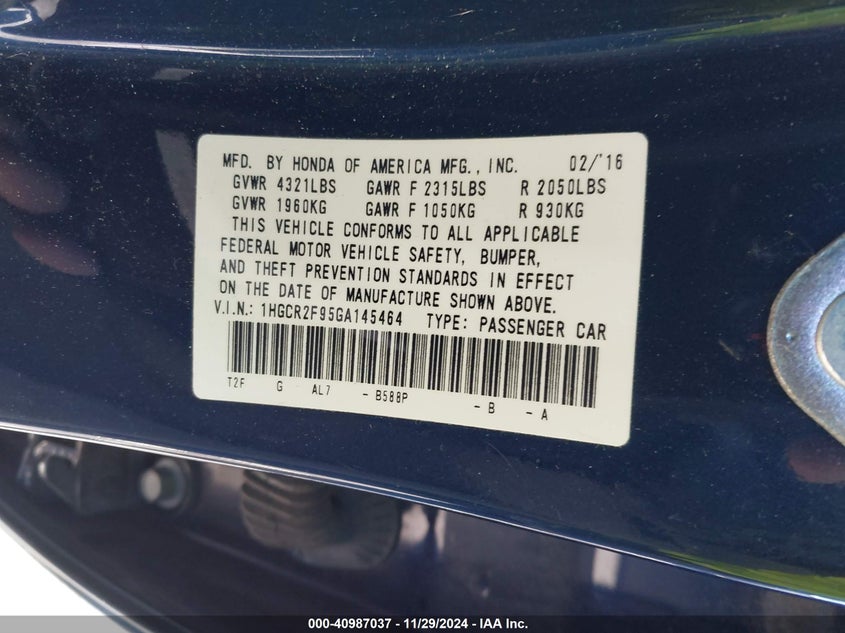 MFD. BY HONDA OF AMERICA MFG., INC. 02/'16
GVWR 4321LBS GAWR F 2315LBS R 2050LBS
GVWR 1960KG GAWR F 1050KG R 930KG
THIS VEHICLE CONFORMS TO ALL APPLICABLE
FEDERAL MOTOR VEHICLE SAFETY, BUMPER,
AND THEFT PREVENTION STANDARDS IN EFFECT
ON THE DATE OF MANUFACTURE SHOWN ABOVE.
V.I.N.: 1HGCR2F95GA145464 TYPE: PASSENGER CAR
T2F G AL7 - B588P - B - A
000-40987037 - 11/29/2024 - IAA Inc.